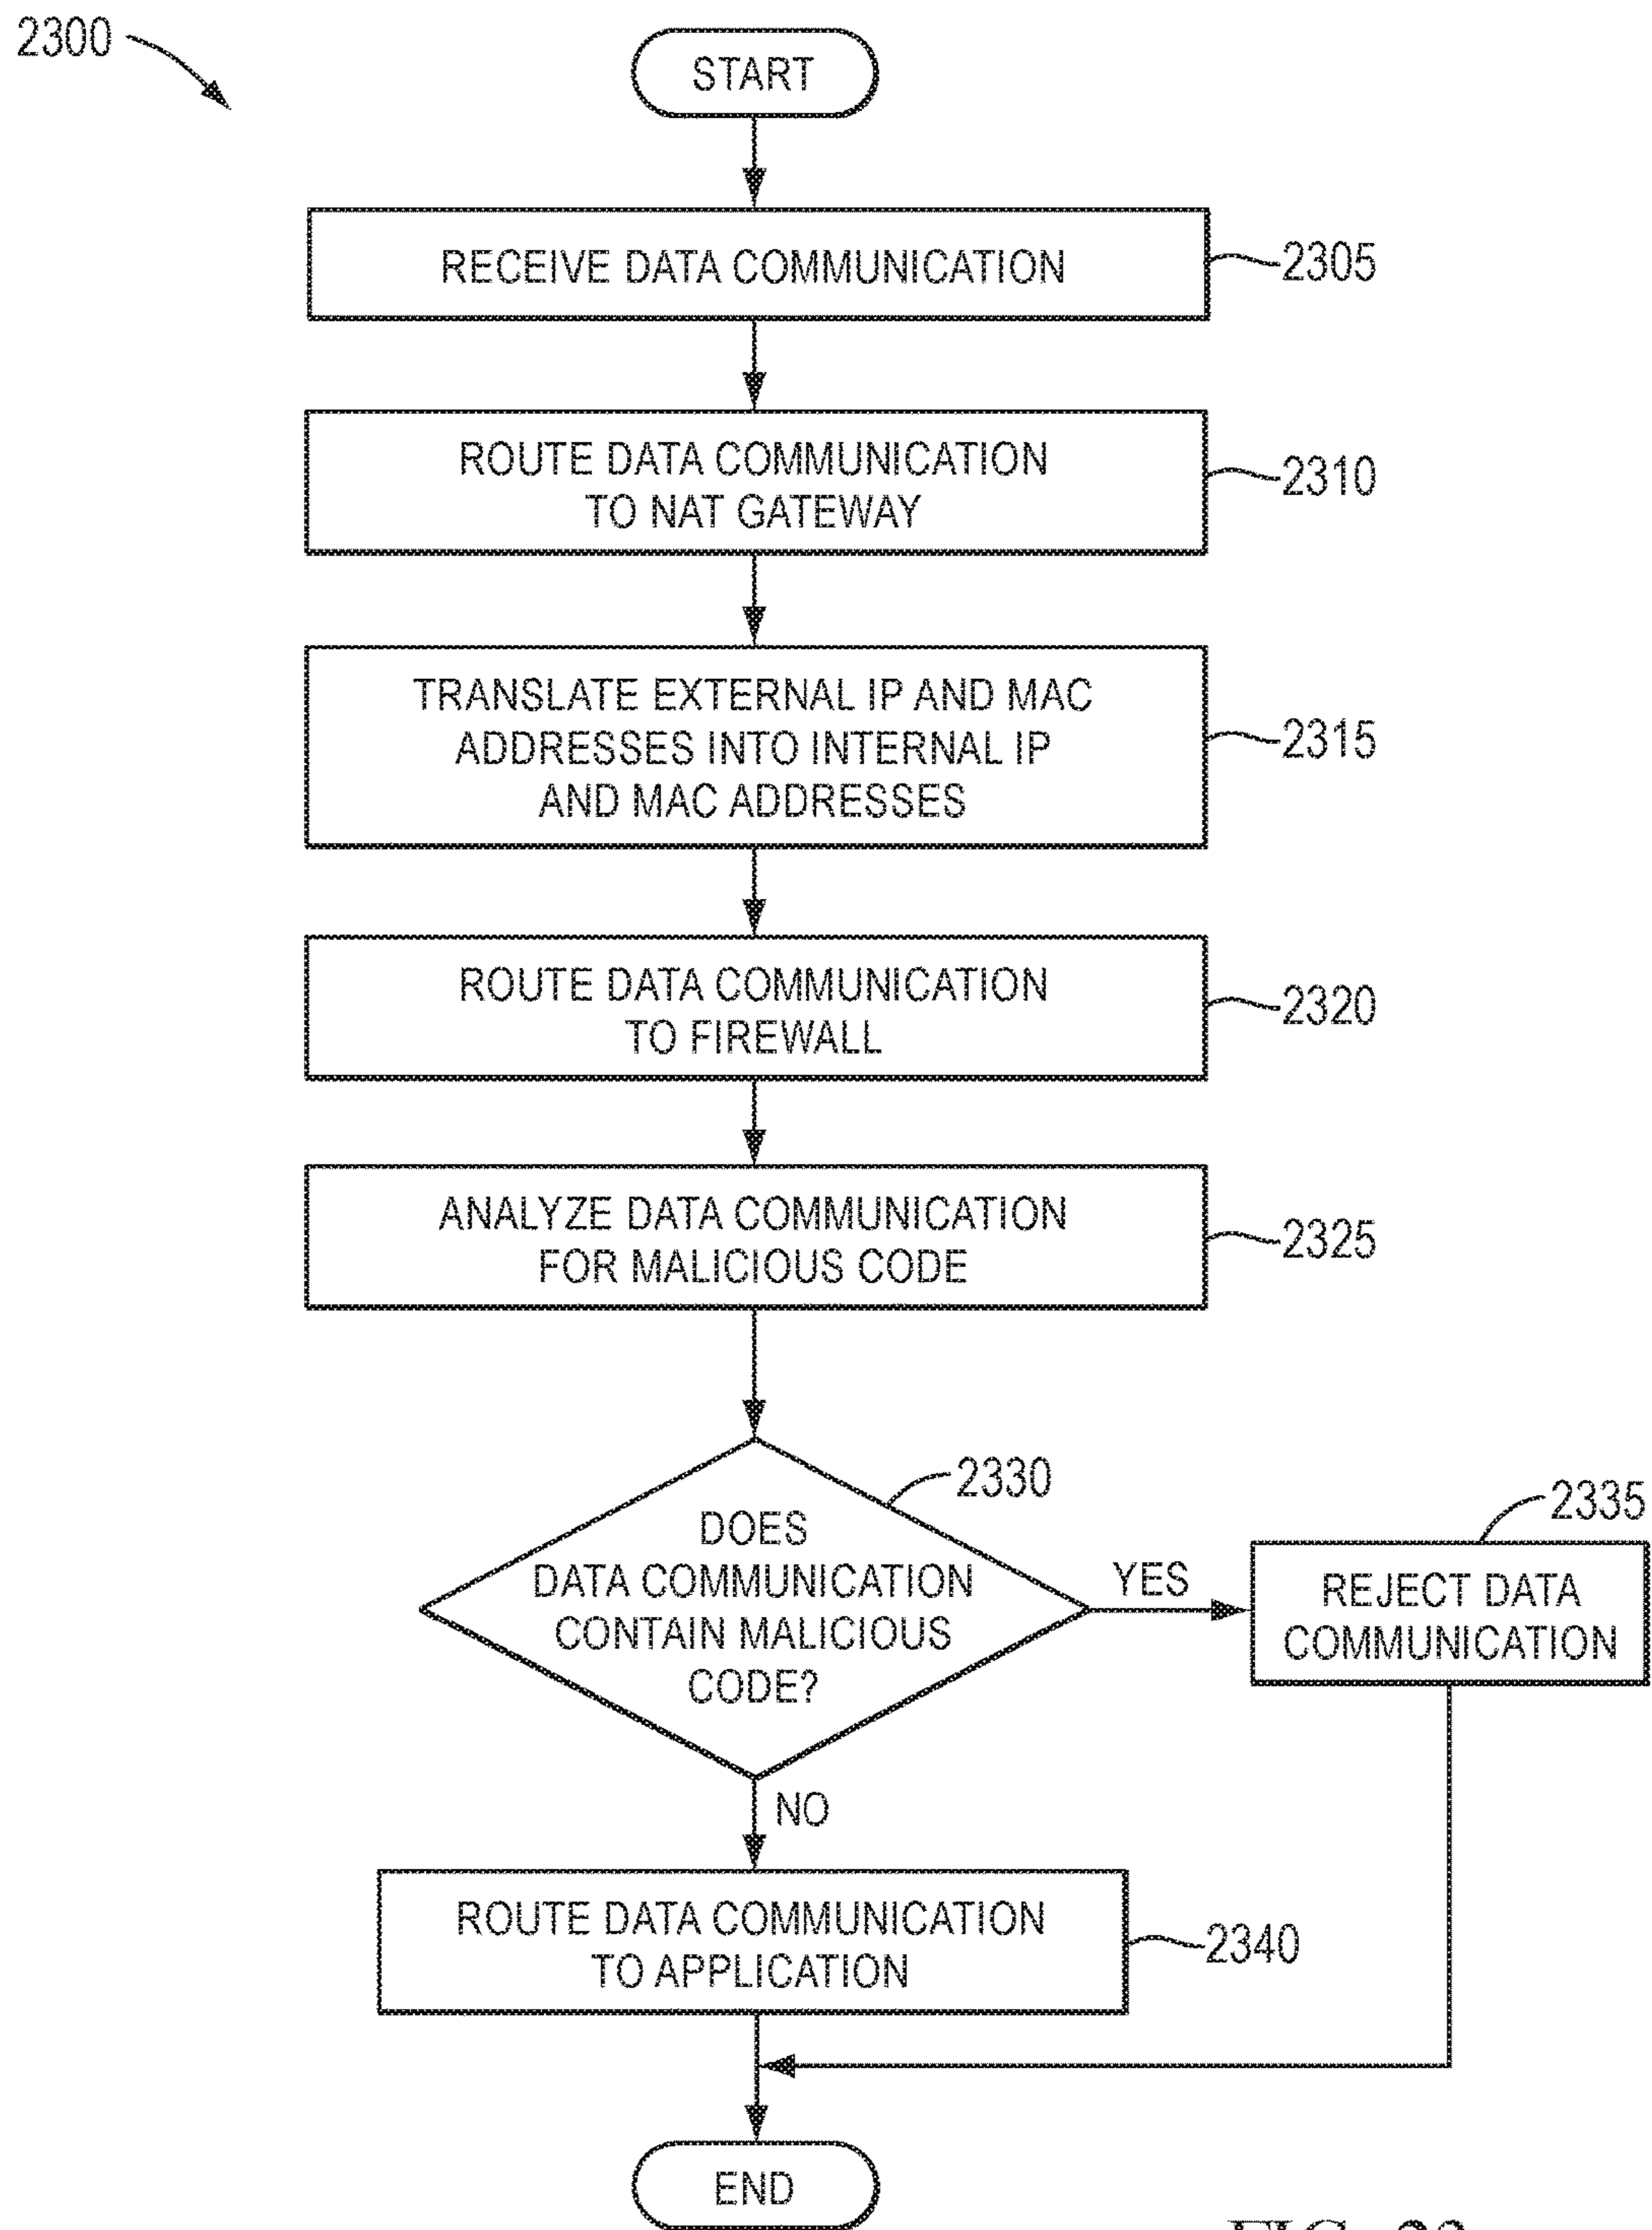 2300
START
RECEIVE DATA COMMUNICATION
2305
ROUTE DATA COMMUNICATION
TO NAT GATEWAY
2310
TRANSLATE EXTERNAL IP AND MAC
ADDRESSES INTO INTERNAL IP
AND MAC ADDRESSES
2315
ROUTE DATA COMMUNICATION
TO FIREWALL
2320
ANALYZE DATA COMMUNICATION
FOR MALICIOUS CODE
2325
2330
DOES
DATA COMMUNICATION
CONTAIN MALICIOUS
CODE?
YES
2335
REJECT DATA
COMMUNICATION
NO
ROUTE DATA COMMUNICATION
TO APPLICATION
2340
END